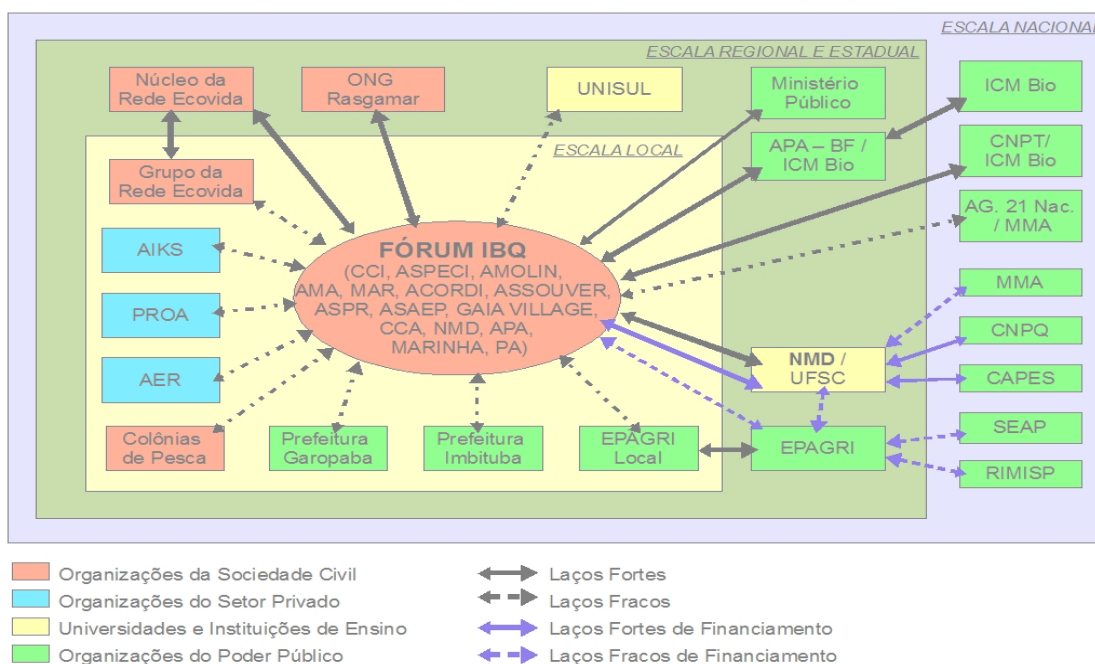 ESCALA NACIONAL
ESCALA REGIONAL E ESTADUAL
Núcleo da
Rede Ecovida
ONG
Rasgamar
UNISUL
Ministério
Público
ICM Bio
APA – BF /
ICM Bio
CNPT/
ICM Bio
ESCALA LOCAL
Grupo da
Rede Ecovida
AG. 21 Nac.
/ MMA
AIKS
PROA
AER
FÓRUM IBQ
(CCI, ASPECI, AMOLIN,
AMA, MAR, ACORDI, ASSOUVER,
ASPR, ASAEP, GAIA VILLAGE,
CCA, NMD, APA,
MARINHA, PA)
MMA
CNPQ
NMD /
UFSC
CAPES
Colônias
de Pesca
Prefeitura
Garopaba
Prefeitura
Imbituba
EPAGRI
Local
EPAGRI
SEAP
RIMISP
Organizações da Sociedade Civil
Organizações do Setor Privado
Universidades e Instituições de Ensino
Organizações do Poder Público
Laços Fortes
Laços Fracos
Laços Fortes de Financiamento
Laços Fracos de Financiamento